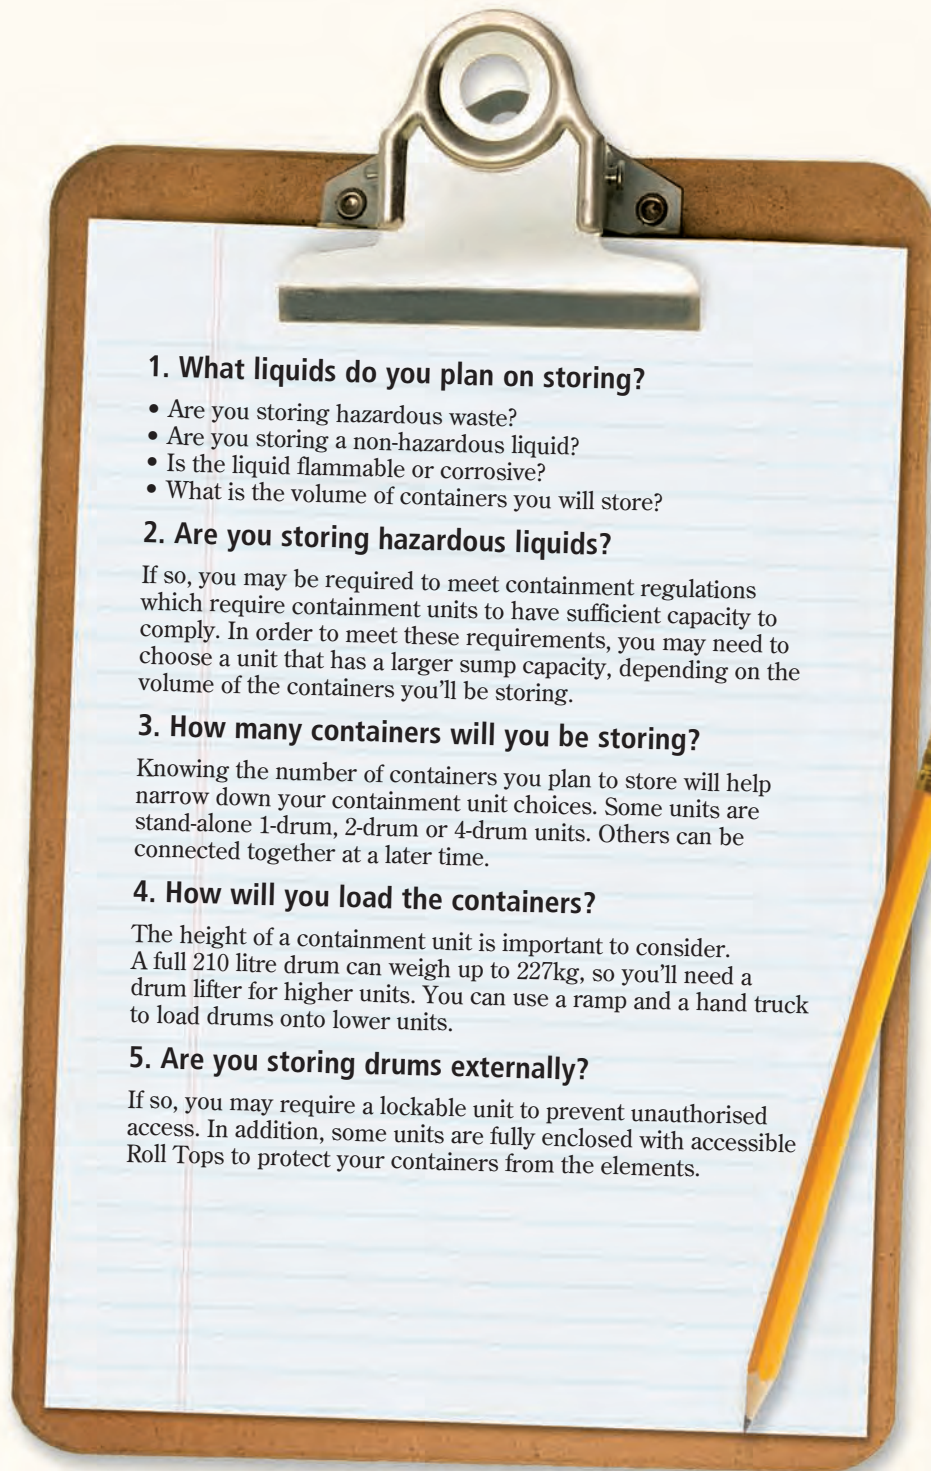 1. What liquids do you plan on storing?
• Are you storing hazardous waste?
• Are you storing a non-hazardous liquid?
• Is the liquid flammable or corrosive?
• What is the volume of containers you will store?
2. Are you storing hazardous liquids?
If so, you may be required to meet containment regulations
which require containment units to have sufficient capacity to
comply. In order to meet these requirements, you may need to
choose a unit that has a larger sump capacity, depending on the
volume of the containers you'll be storing.
3. How many containers will you be storing?
Knowing the number of containers you plan to store will help
narrow down your containment unit choices. Some units are
stand-alone 1-drum, 2-drum or 4-drum units. Others can be
connected together at a later time.
4. How will you load the containers?
The height of a containment unit is important to consider.
A full 210 litre drum can weigh up to 227kg, so you'll need a
drum lifter for higher units. You can use a ramp and a hand truck
to load drums onto lower units.
5. Are you storing drums externally?
If so, you may require a lockable unit to prevent unauthorised
access. In addition, some units are fully enclosed with accessible
Roll Tops to protect your containers from the elements.